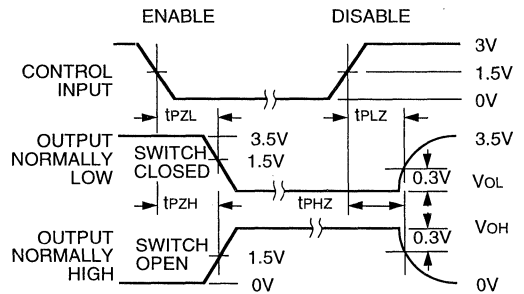 ENABLE DISABLE
3V
CONTROL INPUT
1.5V
0V
tPZL tPLZ
OUTPUT NORMALLY LOW
3.5V
SWITCH CLOSED
1.5V
3.5V
0.3V
VOL
tPZH tPHZ
OUTPUT NORMALLY HIGH
SWITCH OPEN
1.5V
0V
VOH
0.3V
0V